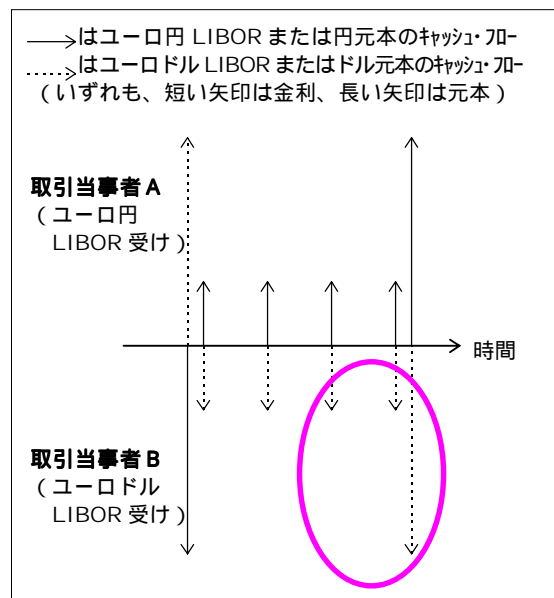 はユーロ円 LIBOR または円元本のｷｬｯｼｭ･ﾌﾛｰ
はユーロドル LIBOR またはドル元本のｷｬｯｼｭ･ﾌﾛｰ
（いずれも、短い矢印は金利、長い矢印は元本）
取引当事者A
（ユーロ円
LIBOR 受け）
時間
取引当事者B
（ユーロドル
LIBOR 受け）